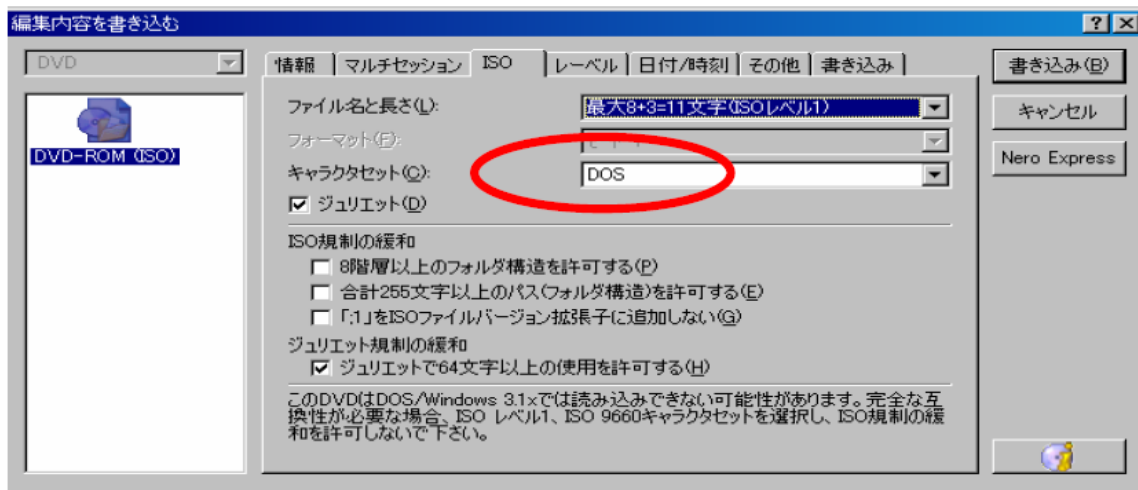 編集内容を書き込む
DVD
情報
マルチセッション
ISO
レーベル
日付/時刻
その他
書き込み
書き込み(B)
キャンセル
Nero Express
DVD-ROM (ISO)
ファイル名と長さ(L):
最大8+3=11文字(ISOレベル1)
フォーマット(F):
キャラクタセット(C):
DOS
ジュリエット(D)
ISO規制の緩和
8階層以上のフォルダ構造を許可する(P)
合計255文字以上のパス(フォルダ構造)を許可する(E)
「;1」をISOファイルバージョン拡張子に追加しない(G)
ジュリエット規制の緩和
ジュリエットで64文字以上の使用を許可する(H)
このDVDはDOS/Windows 3.1xでは読み込みできない可能性があります。完全な互
換性が必要な場合、ISO レベル1、ISO 9660キャラクタセットを選択し、ISO規制の緩
和を許可しないで下さい。